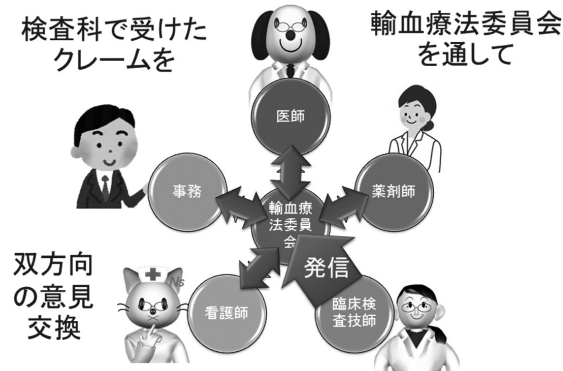 検査科で受けた
クレームを
輸血療法委員会
を通して
医師
事務
薬剤師
輸血療
法委員
会
発信
双方向
の意見
交換
Ns
看護師
臨床検
査技師